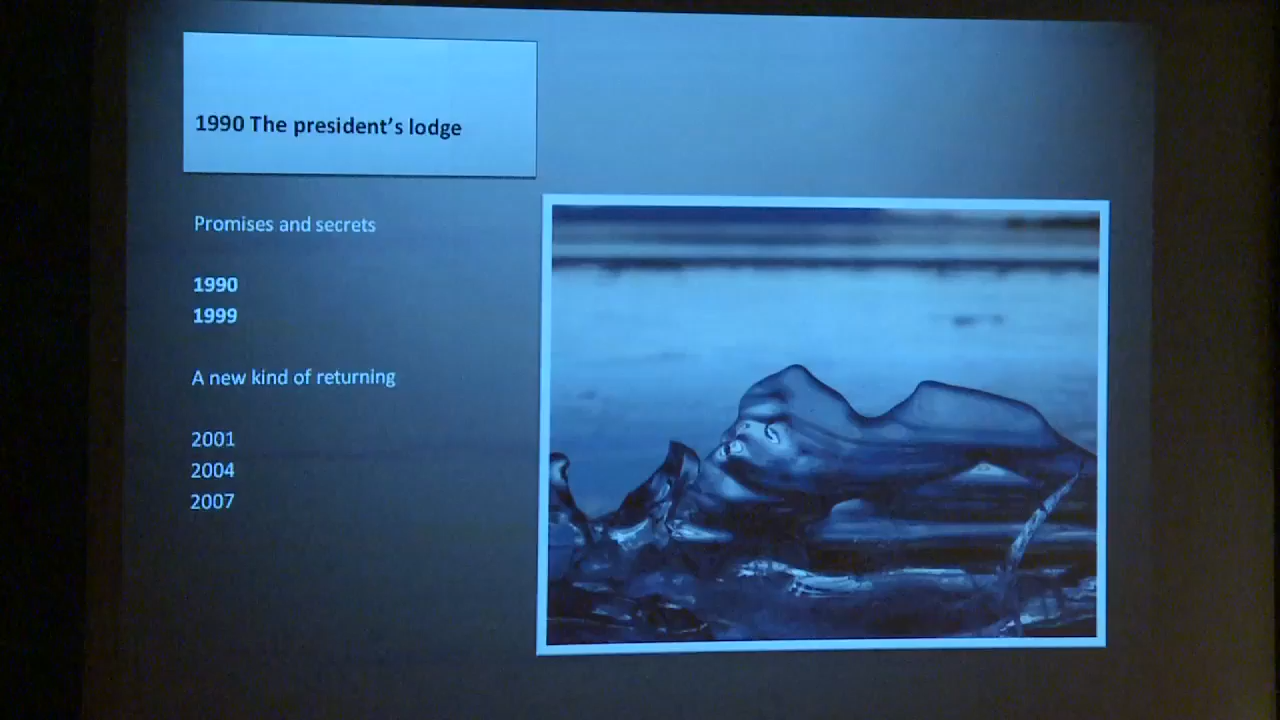 1990 The president's lodge
Promises and secrets
1990
1999
A new kind of returning
2001
2004
2007